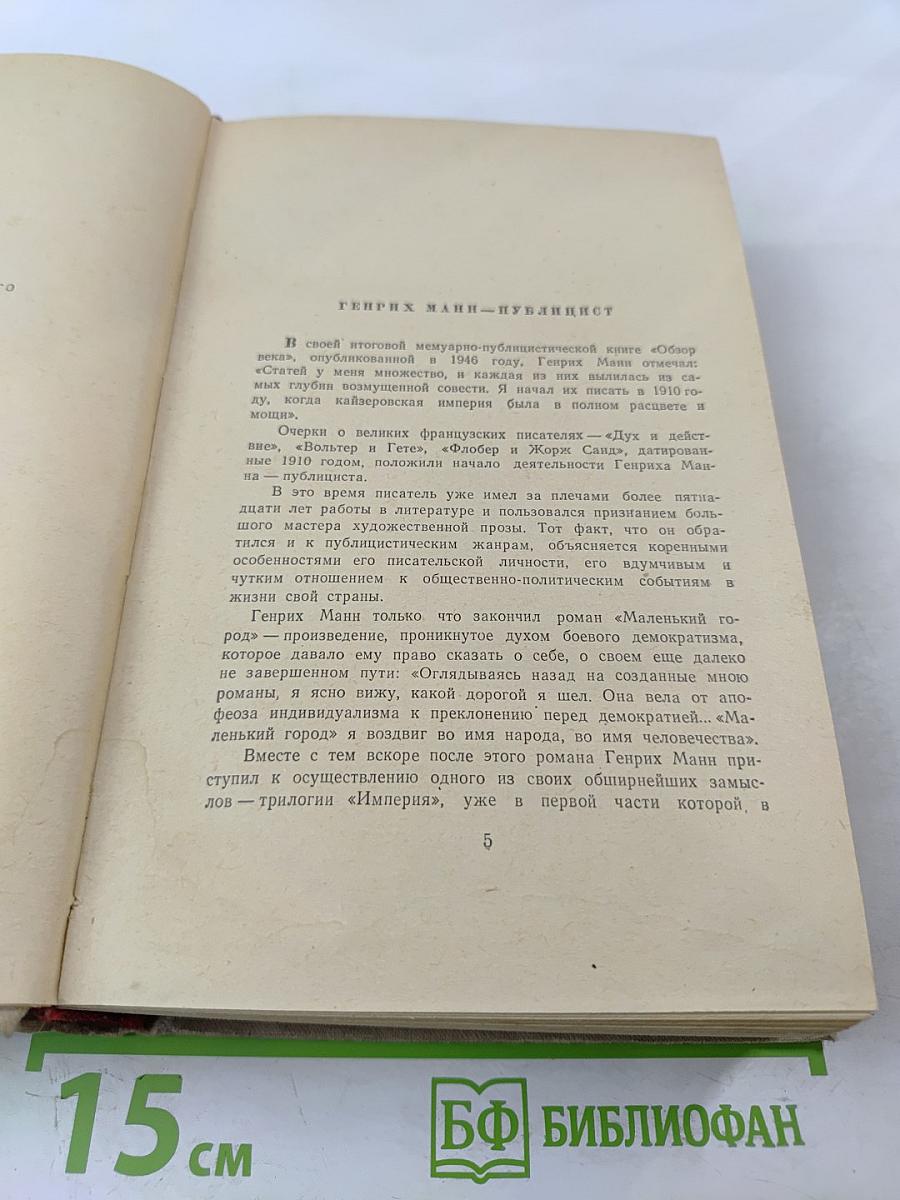 го
ГЕНРИХ МАНН—ПУБЛИЦИСТ
В своей итоговой мемуарно-публицистической книге «Обзор
века», опубликованной в 1946 году, Генрих Манн отмечал:
«Статей у меня множество, и каждая из них вылилась из са-
мых глубин возмущенной совести. Я начал их писать в 1910 го-
ду, когда кайзеровская империя была в полном расцвете и
мощи».
Очерки о великих французских писателях — «Дух и дейст-
вие», «Вольтер и Гете», «Флобер и Жорж Санд», датирован-
ные 1910 годом, положили начало деятельности Генриха Ман-
на — публициста.
В это время писатель уже имел за плечами более пятна-
дцати лет работы в литературе и пользовался признанием боль-
шого мастера художественной прозы. Тот факт, что он обра-
тился и к публицистическим жанрам, объясняется коренными
особенностями его писательской личности, его вдумчивым и
чутким отношением к общественно-политическим событиям в
жизни свой страны.
Генрих Манн только что закончил роман «Маленький го-
род» — произведение, проникнутое духом боевого демократизма,
которое давало ему право сказать о себе, о своем еще далеко
не завершенном пути: «Оглядываясь назад на созданные мною
романы, я ясно вижу, какой дорогой я шел. Она вела от апо-
феоза индивидуализма к преклонению перед демократией... «Ма-
ленький город» я воздвиг во имя народа, во имя человечества».
Вместе с тем вскоре после этого романа Генрих Манн при-
ступил к осуществлению одного из своих обширнейших замыс-
лов — трилогии «Империя», уже в первой части которой, в
5
15 см
БФ БИБЛИОФАН